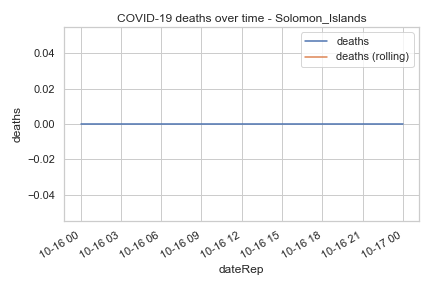 COVID-19 deaths over time - Solomon_Islands
deaths
deaths (rolling)
0.04
0.02
0.00
−0.02
−0.04
deaths
10-16 00
10-16 03
10-16 06
10-16 09
10-16 12
10-16 15
10-16 18
10-16 21
10-17 00
dateRep